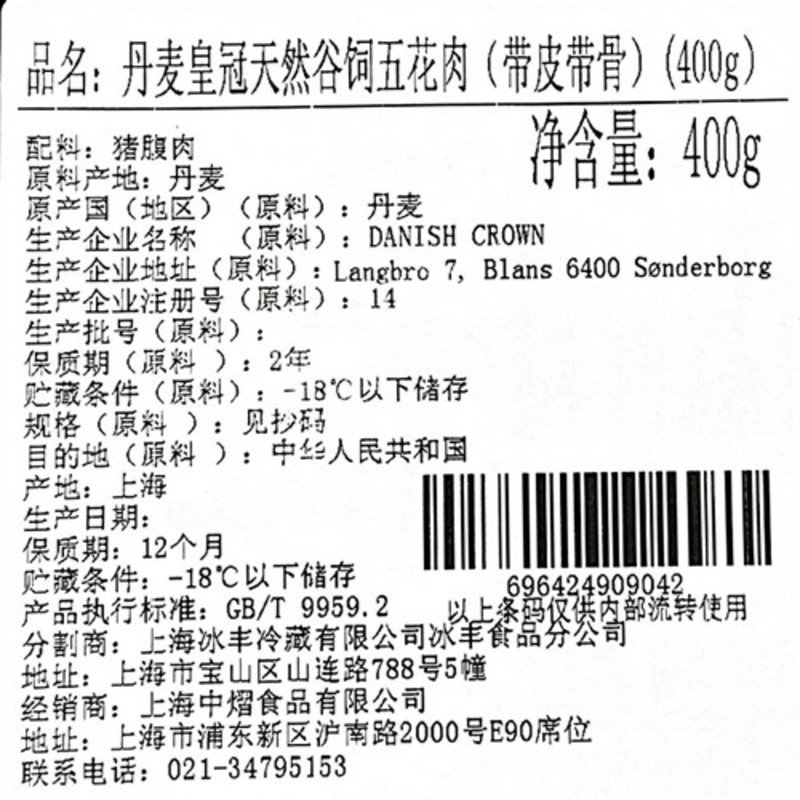 品名：丹麦皇冠天然谷饲五花肉（带皮带骨）(400g)
净含量：400g
配料：猪腹肉
原料产地：丹麦
原产国（地区）（原料）：丹麦
生产企业名称 （原料）：DANISH CROWN
生产企业地址（原料）：Langbro 7, Blans 6400 Sønderborg
生产企业注册号（原料）：14
生产批号（原料）：
保质期（原料 ）：2年
贮藏条件（原料）：-18℃以下储存
规格（原料 ）：见抄码
目的地（原料 ）：中华人民共和国
产地：上海
生产日期：
保质期：12个月
贮藏条件：-18℃以下储存
产品执行标准：GB/T 9959.2
696424909042
以上条码仅供内部流转使用
分割商：上海冰丰冷藏有限公司冰丰食品分公司
地址：上海市宝山区山连路788号5幢
经销商：上海中熠食品有限公司
地址：上海市浦东新区沪南路2000号E90席位
联系电话：021-34795153